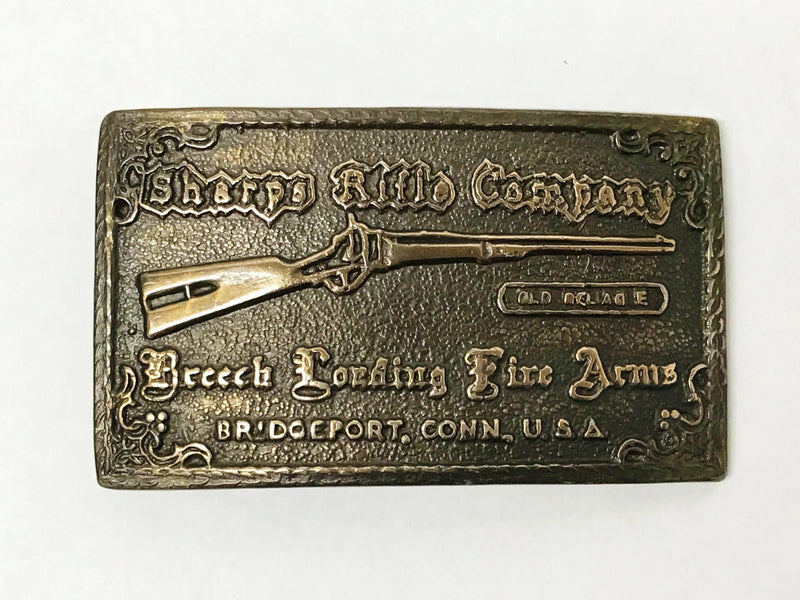 Sharps Rifle Company
OLD RELIABLE
Breech Loading Fire Arms
BRIDGEPORT, CONN., U.S.A.